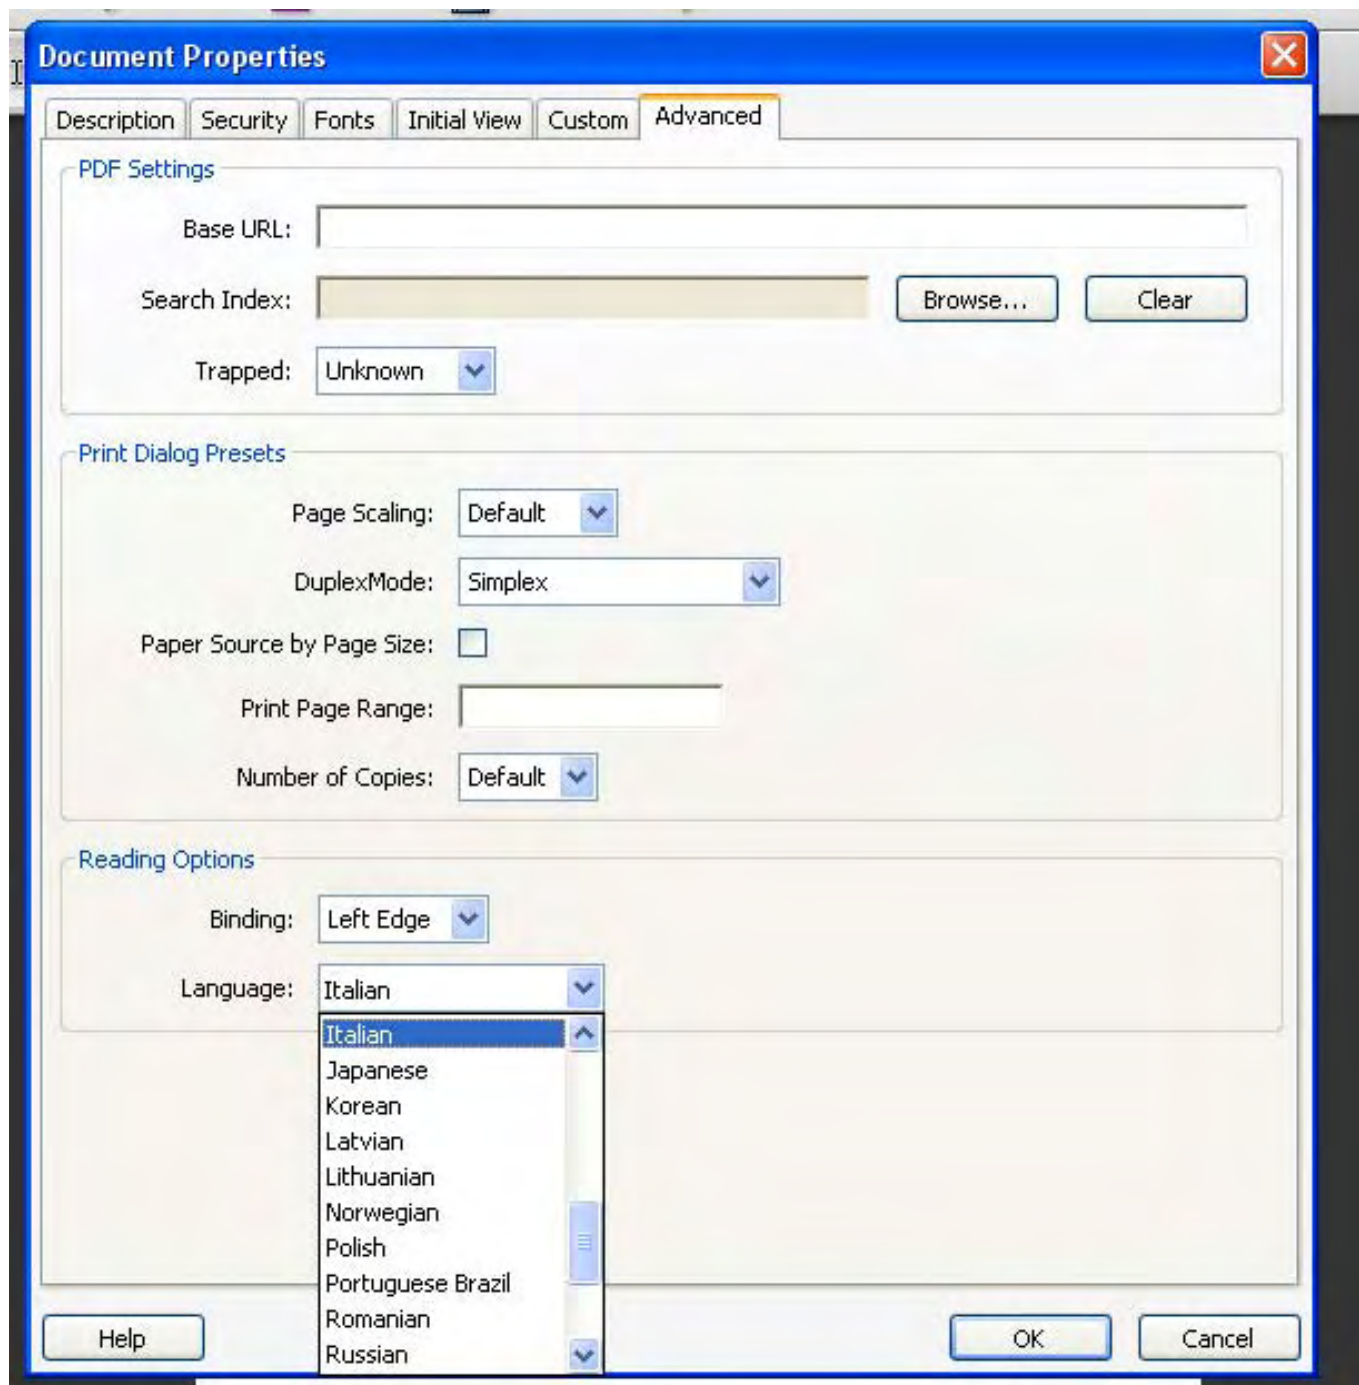 Document Properties
Description Security Fonts Initial View Custom Advanced
PDF Settings
Base URL:
Search Index: Browse... Clear
Trapped: Unknown
Print Dialog Presets
Page Scaling: Default
DuplexMode: Simplex
Paper Source by Page Size:
Print Page Range:
Number of Copies: Default
Reading Options
Binding: Left Edge
Language: Italian
Italian
Japanese
Korean
Latvian
Lithuanian
Norwegian
Polish
Portuguese Brazil
Romanian
Russian
Help OK Cancel